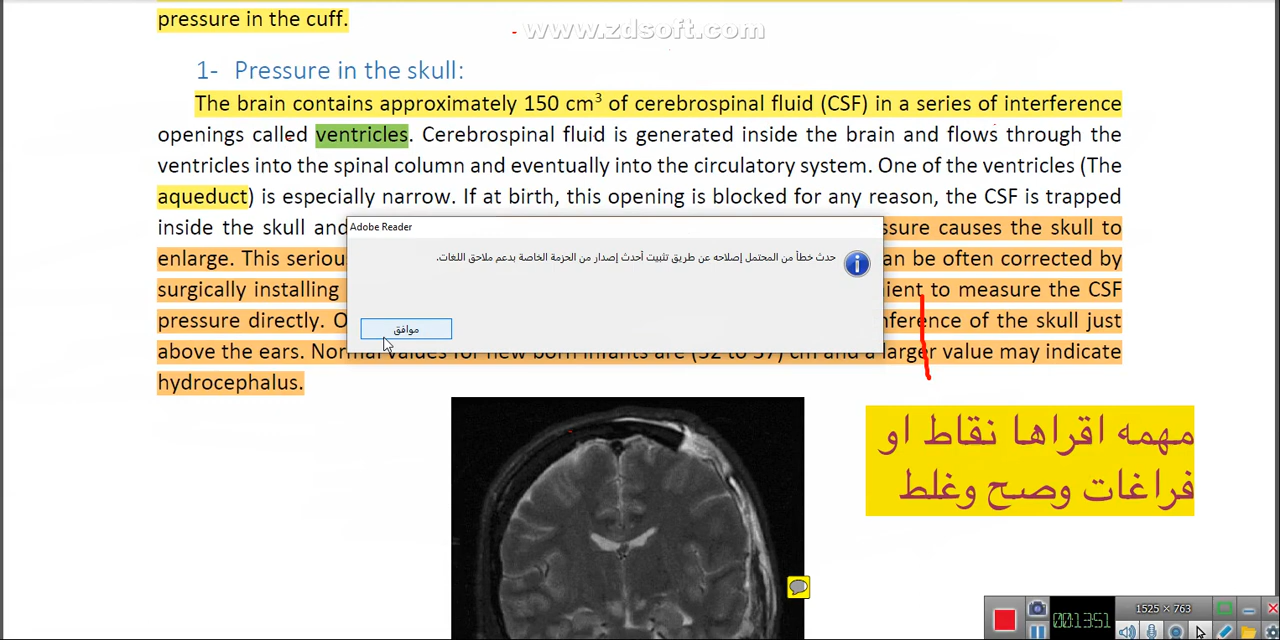 pressure in the cuff.
www.zdsoft.com
1- Pressure in the skull:
The brain contains approximately 150 cm³ of cerebrospinal fluid (CSF) in a series of interference
openings called ventricles. Cerebrospinal fluid is generated inside the brain and flows through the
ventricles into the spinal column and eventually into the circulatory system. One of the ventricles (The
aqueduct) is especially narrow. If at birth, this opening is blocked for any reason, the CSF is trapped
inside the skull and ssure causes the skull to
Adobe Reader
enlarge. This seriou an be often corrected by
حدث خطأ من المحتمل إصلاحه عن طريق تثبيت أحدث إصدار من الحزمة الخاصة بدعم ملاحق اللغات.
surgically installing ient to measure the CSF
pressure directly. O nference of the skull just
موافق
above the ears. Normal values for new born infants are (32 to 37) cm and a larger value may indicate
hydrocephalus.
مهمه اقراها نقاط او
فراغات وصح وغلط
1525 × 763
00:13:51